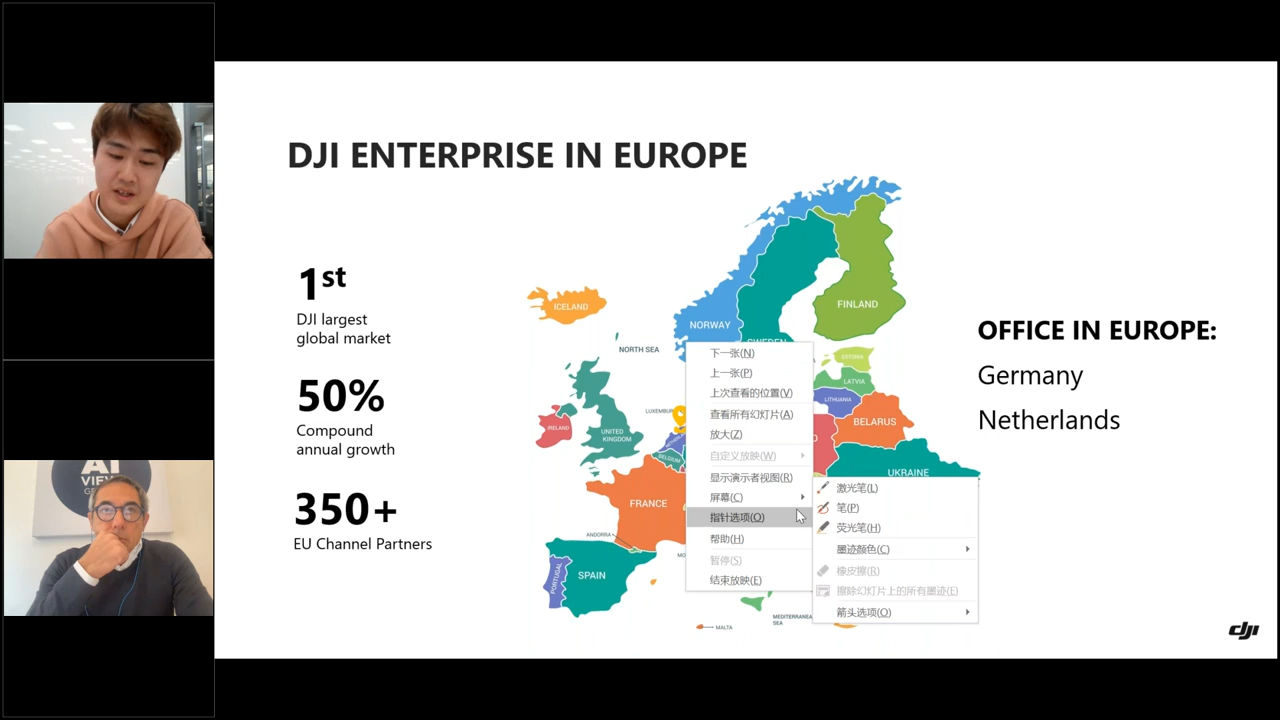 DJI ENTERPRISE IN EUROPE
1st
DJI largest
global market
50%
Compound
annual growth
350+
EU Channel Partners
ICELAND
NORWAY
SWEDEN
FINLAND
NORTH SEA
ESTONIA
LATVIA
LITHUANIA
BELARUS
UKRAINE
IRELAND
UNITED
KINGDOM
BELGIUM
FRANCE
ANDORRA
PORTUGAL
SPAIN
MALTA
MEDITERRANEAN
SEA
下一张(N)
上一张(P)
上次查看的位置(V)
查看所有幻灯片(A)
放大(Z)
自定义放映(W)
显示演示者视图(R)
屏幕(C)
指针选项(O)
帮助(H)
暂停(S)
结束放映(E)
激光笔(L)
笔(P)
荧光笔(H)
墨迹颜色(C)
橡皮擦(R)
擦除幻灯片上的所有墨迹(E)
箭头选项(O)
OFFICE IN EUROPE:
Germany
Netherlands
dji
AI
VIEW